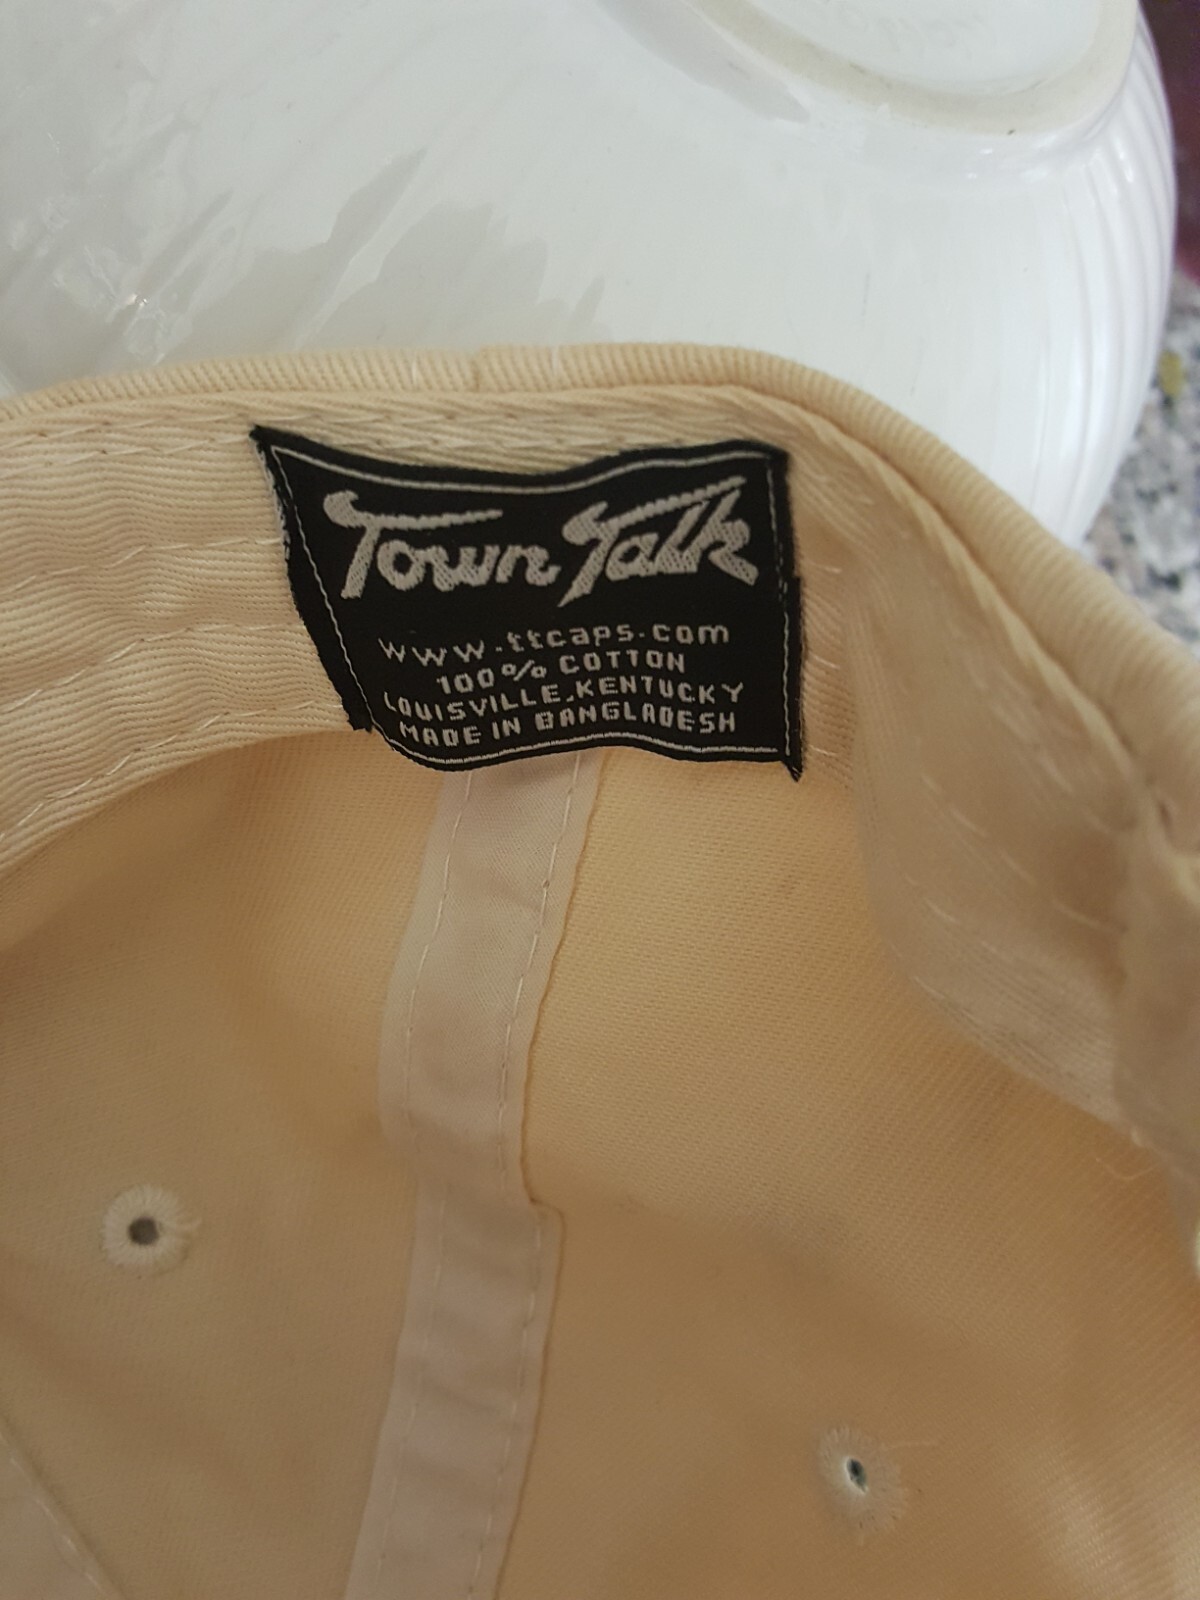 Town Talk
www.ttcaps.com
100% COTTON
LOUISVILLE, KENTUCKY
MADE IN BANGLADESH